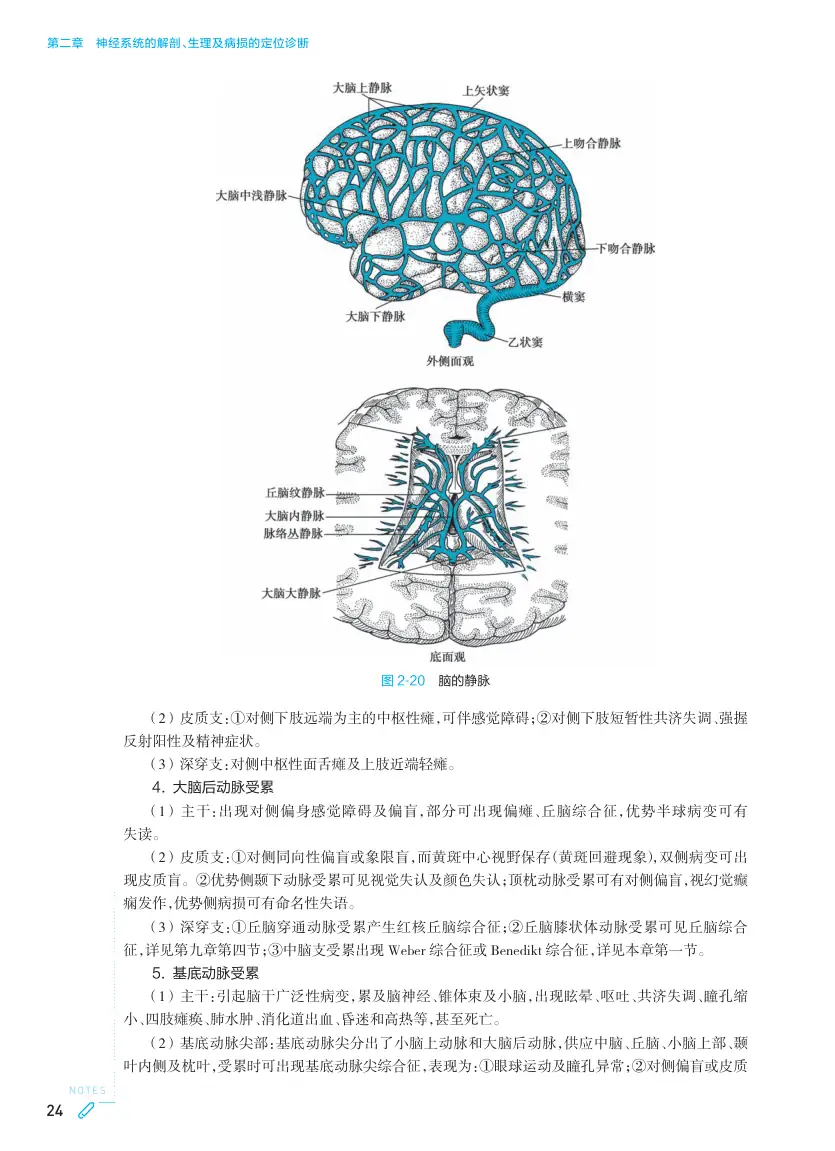 第二章 神经系统的解剖、生理及病损的定位诊断
大脑上静脉
上矢状窦
上吻合静脉
大脑中浅静脉
下吻合静脉
横窦
大脑下静脉
乙状窦
外侧面观
丘脑纹静脉
大脑内静脉
脉络丛静脉
大脑大静脉
底面观
图 2-20 脑的静脉
（2）皮质支：①对侧下肢远端为主的中枢性瘫，可伴感觉障碍；②对侧下肢短暂性共济失调、强握
反射阳性及精神症状。
（3）深穿支：对侧中枢性面舌瘫及上肢近端轻瘫。
4. 大脑后动脉受累
（1）主干：出现对侧偏身感觉障碍及偏盲，部分可出现偏瘫、丘脑综合征，优势半球病变可有
失读。
（2）皮质支：①对侧同向性偏盲或象限盲，而黄斑中心视野保存（黄斑回避现象），双侧病变可出
现皮质盲。②优势侧颞下动脉受累可见视觉失认及颜色失认；顶枕动脉受累可有对侧偏盲，视幻觉癫
痫发作，优势侧病损可有命名性失语。
（3）深穿支：①丘脑穿通动脉受累产生红核丘脑综合征；②丘脑膝状体动脉受累可见丘脑综合
征，详见第九章第四节；③中脑支受累出现 Weber 综合征或 Benedikt 综合征，详见本章第一节。
5. 基底动脉受累
（1）主干：引起脑干广泛性病变，累及脑神经、锥体束及小脑，出现眩晕、呕吐、共济失调、瞳孔缩
小、四肢瘫痪、肺水肿、消化道出血、昏迷和高热等，甚至死亡。
（2）基底动脉尖部：基底动脉尖分出了小脑上动脉和大脑后动脉，供应中脑、丘脑、小脑上部、颞
叶内侧及枕叶，受累时可出现基底动脉尖综合征，表现为：①眼球运动及瞳孔异常；②对侧偏盲或皮质
NOTES
24